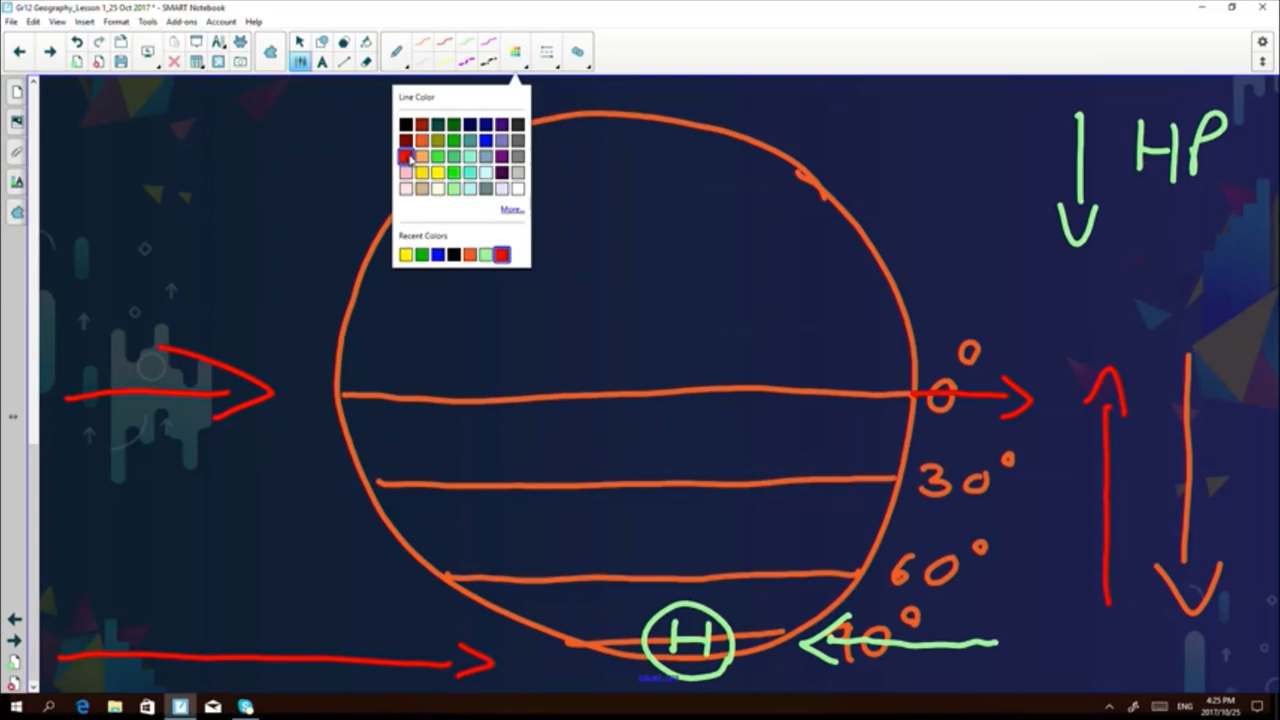 Gr12 Geography_Lesson 1_25 Oct 2017 * - SMART Notebook
File Edit View Insert Format Tools Add-ons Account Help
Line Color
More...
Recent Colors
HP
0°
30°
60°
90°
H
4:25 PM
ENG
2017/10/25